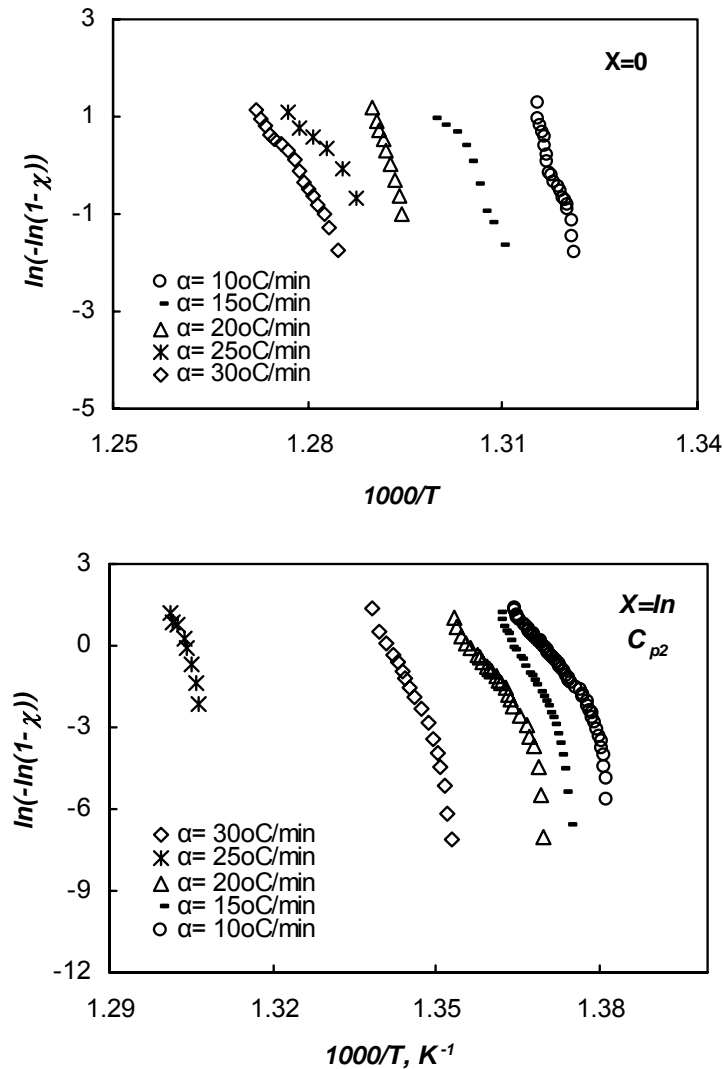 3
1
-1
-3
-5
ln(-ln(1-χ))
X=0
α= 10oC/min
α= 15oC/min
α= 20oC/min
α= 25oC/min
α= 30oC/min
1.25 1.28 1.31 1.34
1000/T
3
0
-3
-6
-9
-12
ln(-ln(1-χ))
X=In
C p2
α= 30oC/min
α= 25oC/min
α= 20oC/min
α= 15oC/min
α= 10oC/min
1.29 1.32 1.35 1.38
1000/T, K-1